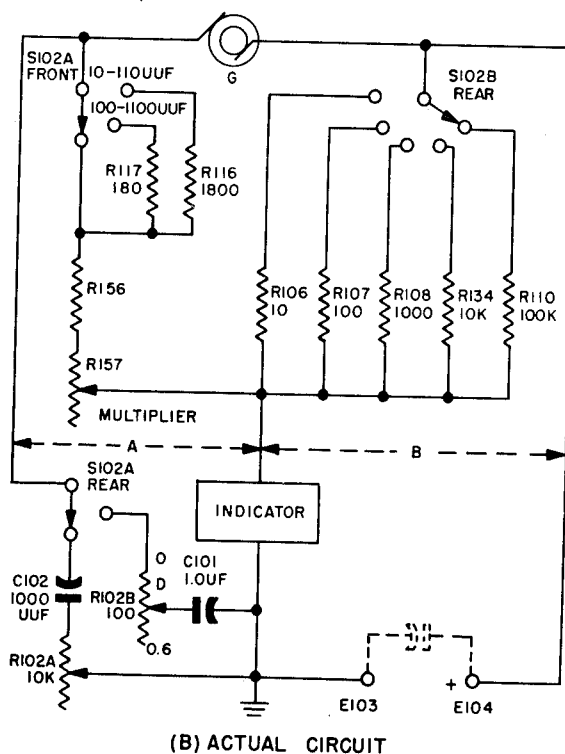 G
S102A
FRONT
10-110UUF
100-1100UUF
S102B
REAR
R117
180
R116
1800
R156
R106
10
R107
100
R108
1000
R134
10K
R110
100K
R157
MULTIPLIER
A
B
S102A
REAR
INDICATOR
C102
1000
UUF
O
D
R102B
100
0.6
C101
1.0UF
R102A
10K
E103
+
E104
(B) ACTUAL CIRCUIT